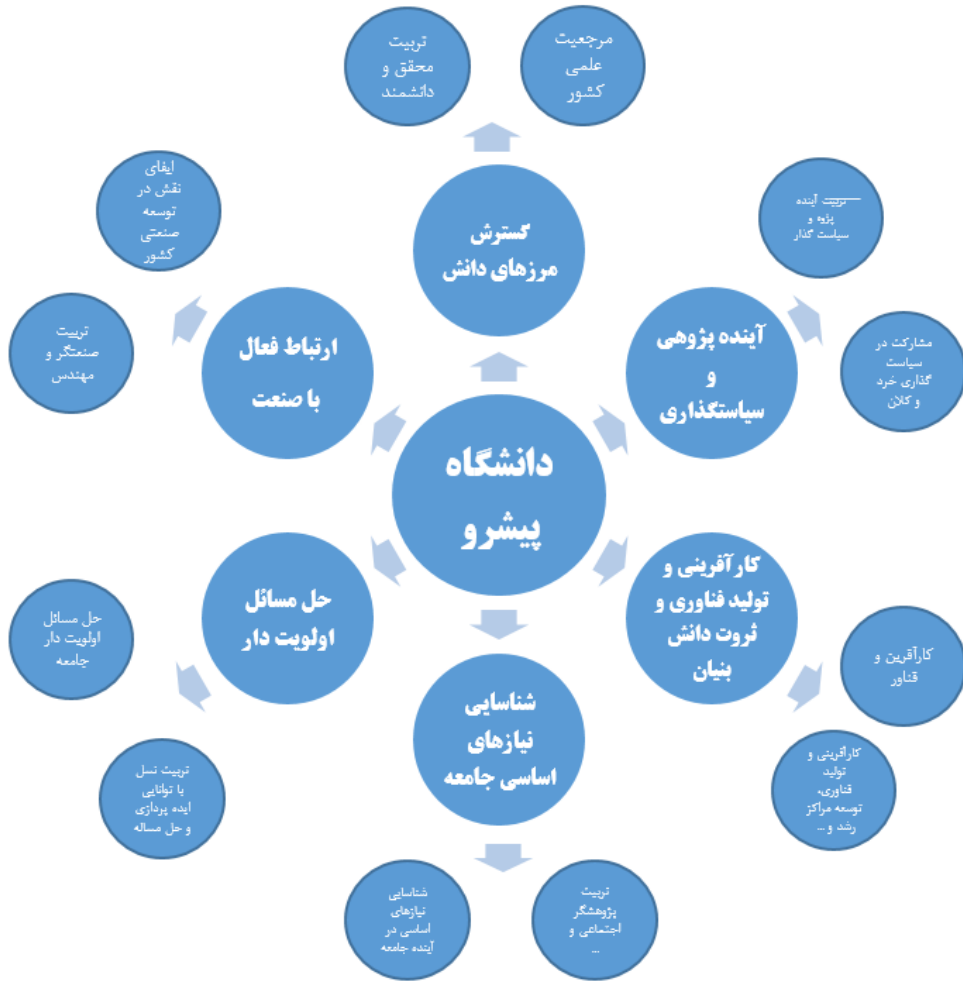 مرجعیت
علمی
کشور
تربیت
محقق و
دانشمند
گسترش
مرزهای دانش
تربیت آینده
پژوه و
سیاست گذار
مشارکت در
سیاست
گذاری خرد
و کلان
آینده پژوهی
و
سیاستگذاری
ایفای
نقش در
توسعه
صنعتی
کشور
تربیت
صنعتگر و
مهندس
ارتباط فعال
با صنعت
دانشگاه
پیشرو
کارآفرینی و
تولید فناوری و
ثروت دانش
بنیان
کارآفرین و
فناور
کارآفرینی و
تولید
فناوری،
توسعه مراکز
رشد و ...
حل مسائل
اولویت دار
حل مسائل
اولویت دار
جامعه
تربیت نسل
با توانایی
ایده پردازی
و حل مساله
شناسایی
نیازهای
اساسی جامعه
تربیت
پژوهشگر
اجتماعی و
...
شناسایی
نیازهای
اساسی در
آینده جامعه